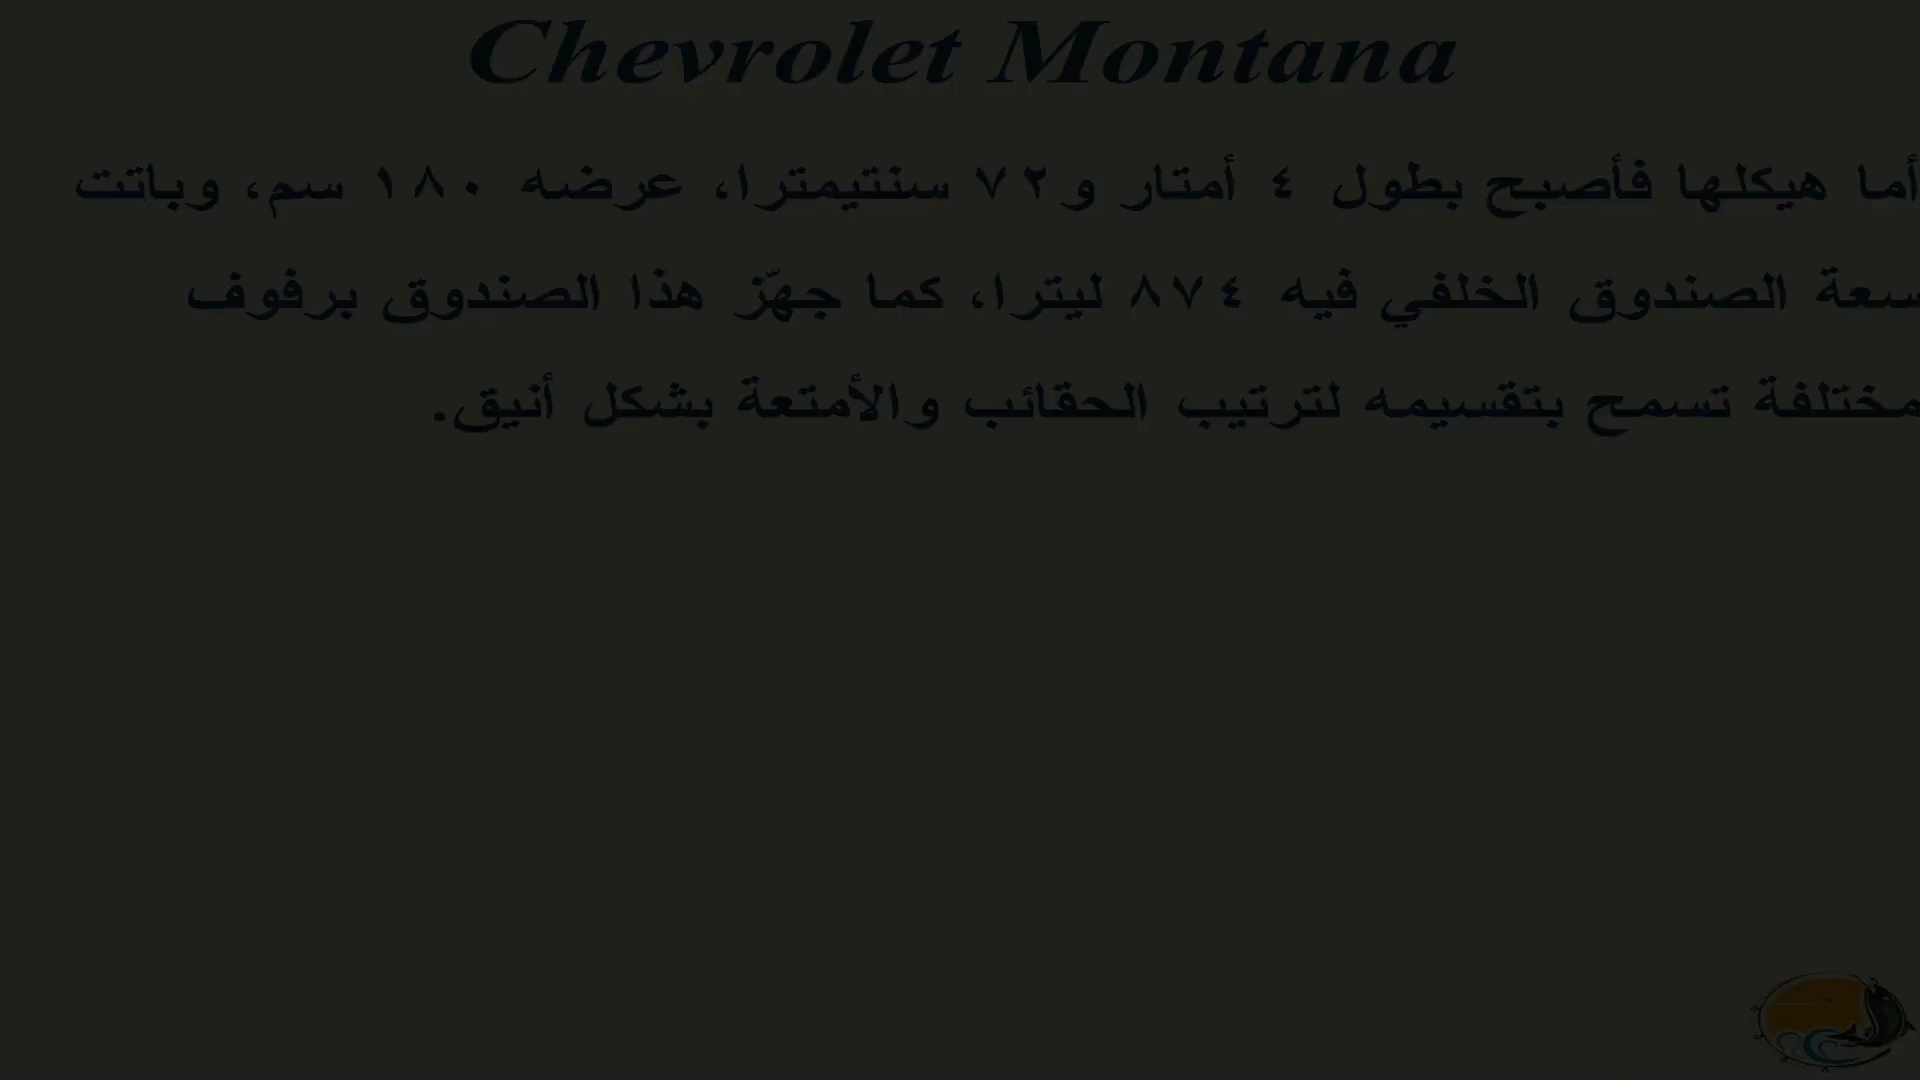 Chevrolet Montana
أما هيكلها فأصبح بطول ٤ أمتار و٧٢ سنتيمترا، عرضه ١٨٠ سم، وباتت
سعة الصندوق الخلفي فيه ٨٧٤ ليترا، كما جهّز هذا الصندوق برفوف
مختلفة تسمح بتقسيمه لترتيب الحقائب والأمتعة بشكل أنيق.